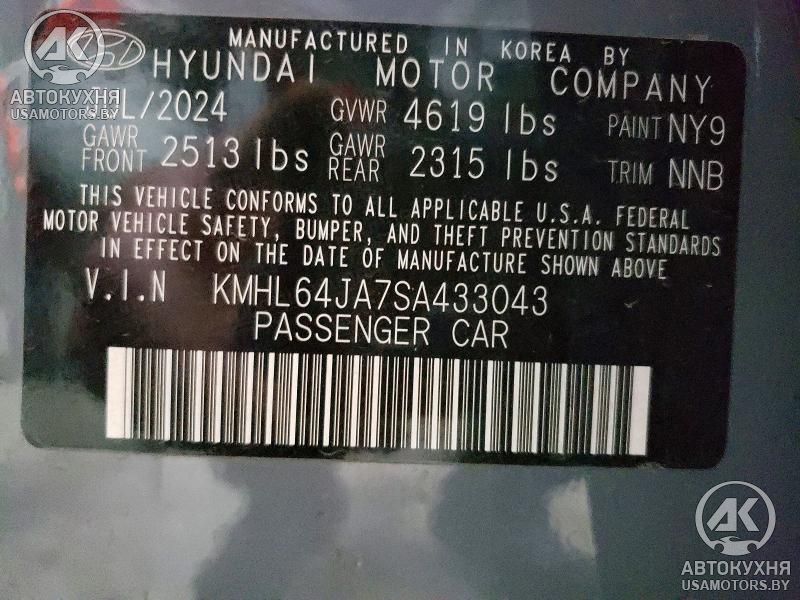 MANUFACTURED IN KOREA BY
HYUNDAI MOTOR COMPANY
/2024 GVWR 4619 lbs PAINT NY9
GAWR FRONT 2513 lbs GAWR REAR 2315 lbs TRIM NNB
THIS VEHICLE CONFORMS TO ALL APPLICABLE U.S.A. FEDERAL
MOTOR VEHICLE SAFETY, BUMPER, AND THEFT PREVENTION STANDARDS
IN EFFECT ON THE DATE OF MANUFACTURE SHOWN ABOVE
V.I.N KMHL64JA7SA433043
PASSENGER CAR
АК
АВТОКУХНЯ
USAMOTORS.BY
АК
АВТОКУХНЯ
USAMOTORS.BY